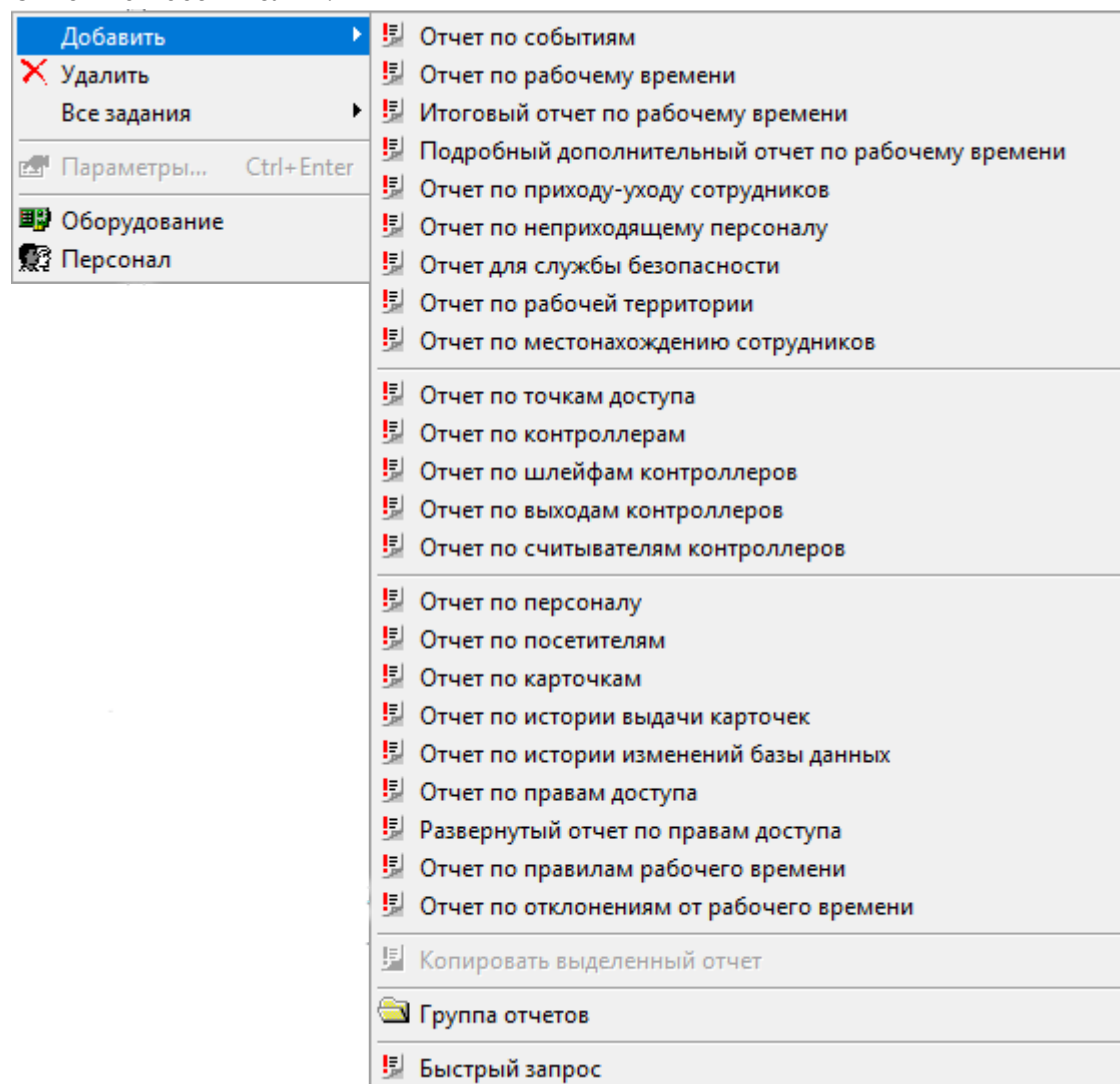 Добавить
Удалить
Все задания
Параметры... Ctrl+Enter
Оборудование
Персонал
Отчет по событиям
Отчет по рабочему времени
Итоговый отчет по рабочему времени
Подробный дополнительный отчет по рабочему времени
Отчет по приходу-уходу сотрудников
Отчет по неприходящему персоналу
Отчет для службы безопасности
Отчет по рабочей территории
Отчет по местонахождению сотрудников
Отчет по точкам доступа
Отчет по контроллерам
Отчет по шлейфам контроллеров
Отчет по выходам контроллеров
Отчет по считывателям контроллеров
Отчет по персоналу
Отчет по посетителям
Отчет по карточкам
Отчет по истории выдачи карточек
Отчет по истории изменений базы данных
Отчет по правам доступа
Развернутый отчет по правам доступа
Отчет по правилам рабочего времени
Отчет по отклонениям от рабочего времени
Копировать выделенный отчет
Группа отчетов
Быстрый запрос